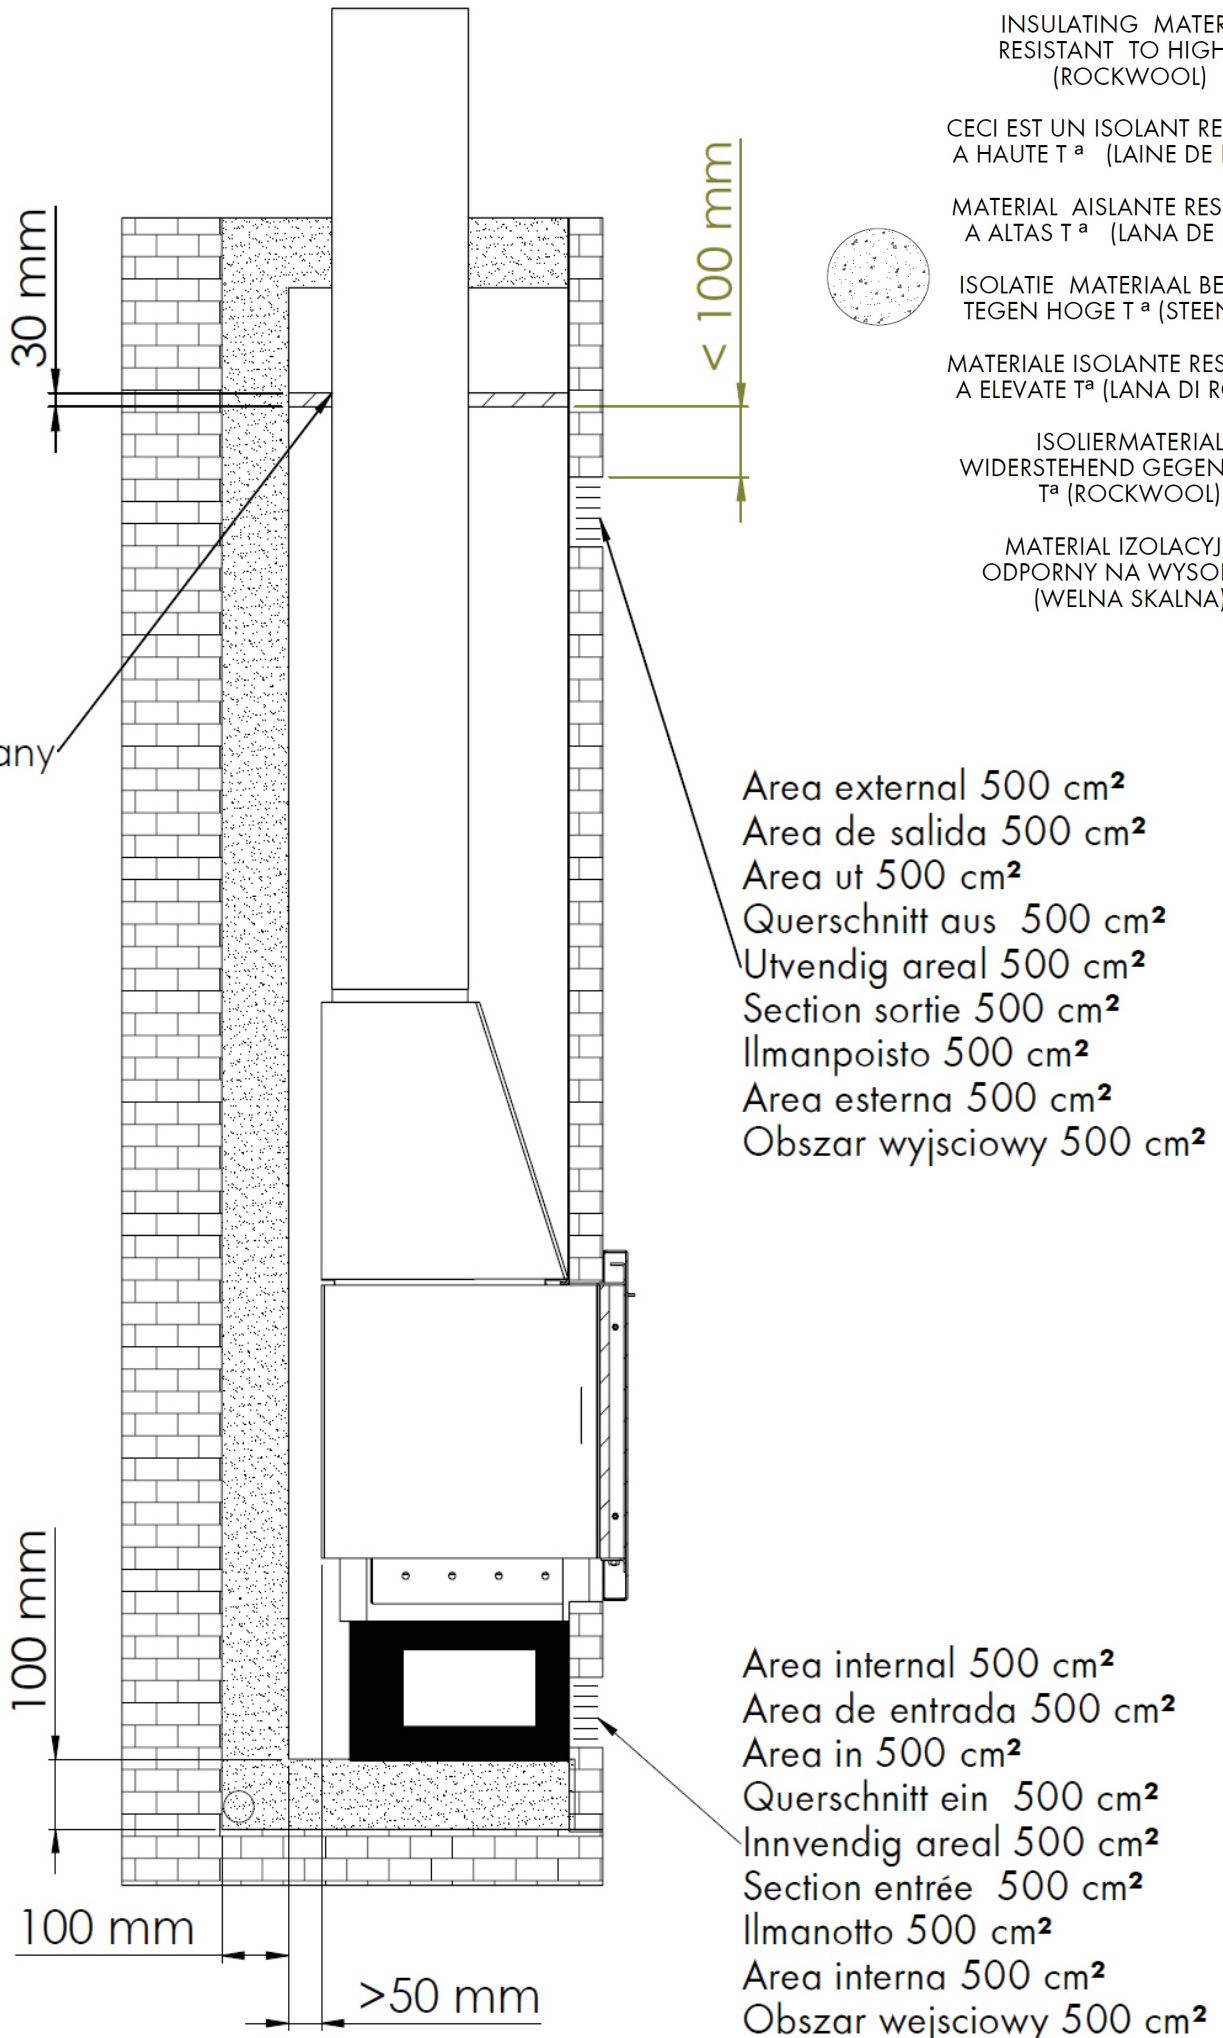 INSULATING MATER
RESISTANT TO HIGH
(ROCKWOOL)
CECI EST UN ISOLANT RE
A HAUTE T ª (LAINE DE
MATERIAL AISLANTE RES
A ALTAS T ª (LANA DE
ISOLATIE MATERIAAL BE
TEGEN HOGE T ª (STEEN
MATERIALE ISOLANTE RES
A ELEVATE Tª (LANA DI R
ISOLIERMATERIAL
WIDERSTEHEND GEGEN
Tª (ROCKWOOL)
MATERIAL IZOLACYJ
ODPORNY NA WYSO
(WELNA SKALNA)
30 mm
< 100 mm
any
Area external 500 cm²
Area de salida 500 cm²
Area ut 500 cm²
Querschnitt aus 500 cm²
Utvendig areal 500 cm²
Section sortie 500 cm²
Ilmanpoisto 500 cm²
Area esterna 500 cm²
Obszar wyjsciowy 500 cm²
100 mm
Area internal 500 cm²
Area de entrada 500 cm²
Area in 500 cm²
Querschnitt ein 500 cm²
Innvendig areal 500 cm²
Section entrée 500 cm²
Ilmanotto 500 cm²
Area interna 500 cm²
Obszar wejsciowy 500 cm²
100 mm
>50 mm